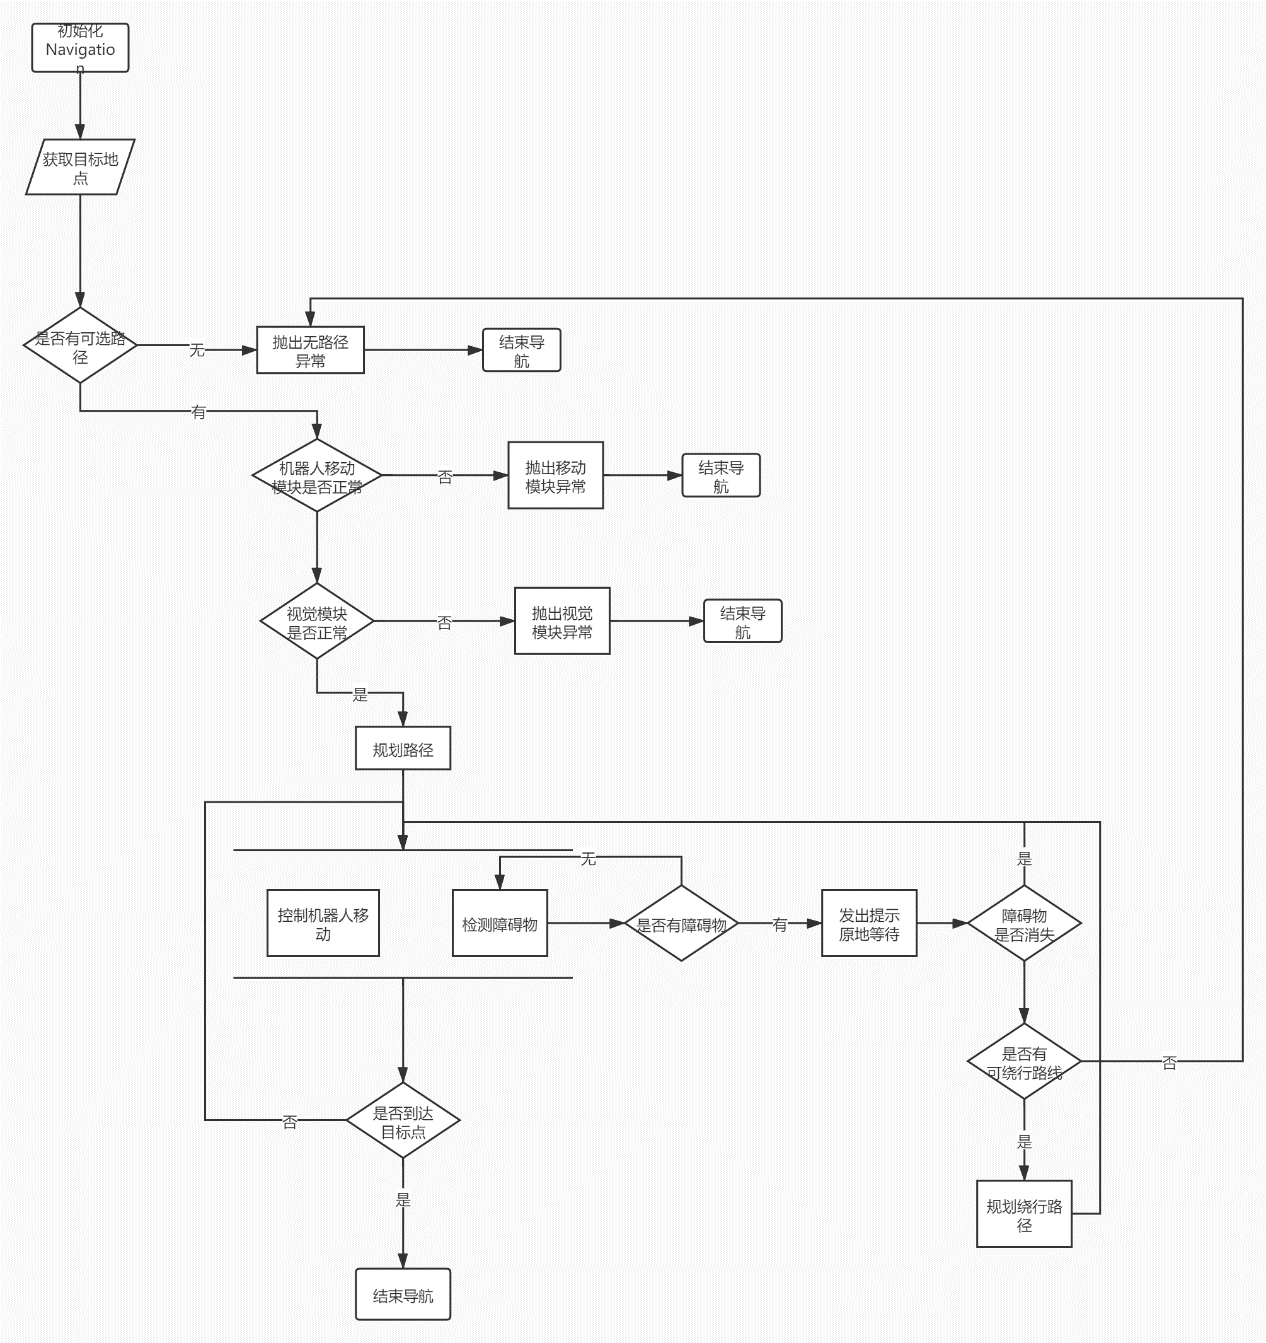 初始化
Navigatio
n
获取目标地
点
是否有可选路
径
无
抛出无路径
异常
结束导
航
有
机器人移动
模块是否正常
否
抛出移动
模块异常
结束导
航
视觉模块
是否正常
否
抛出视觉
模块异常
结束导
航
是
规划路径
无
是
控制机器人移
动
检测障碍物
是否有障碍物
有
发出提示
原地等待
障碍物
是否消失
是否有
可绕行路线
否
是否到达
目标点
否
是
规划绕行路
径
是
结束导航